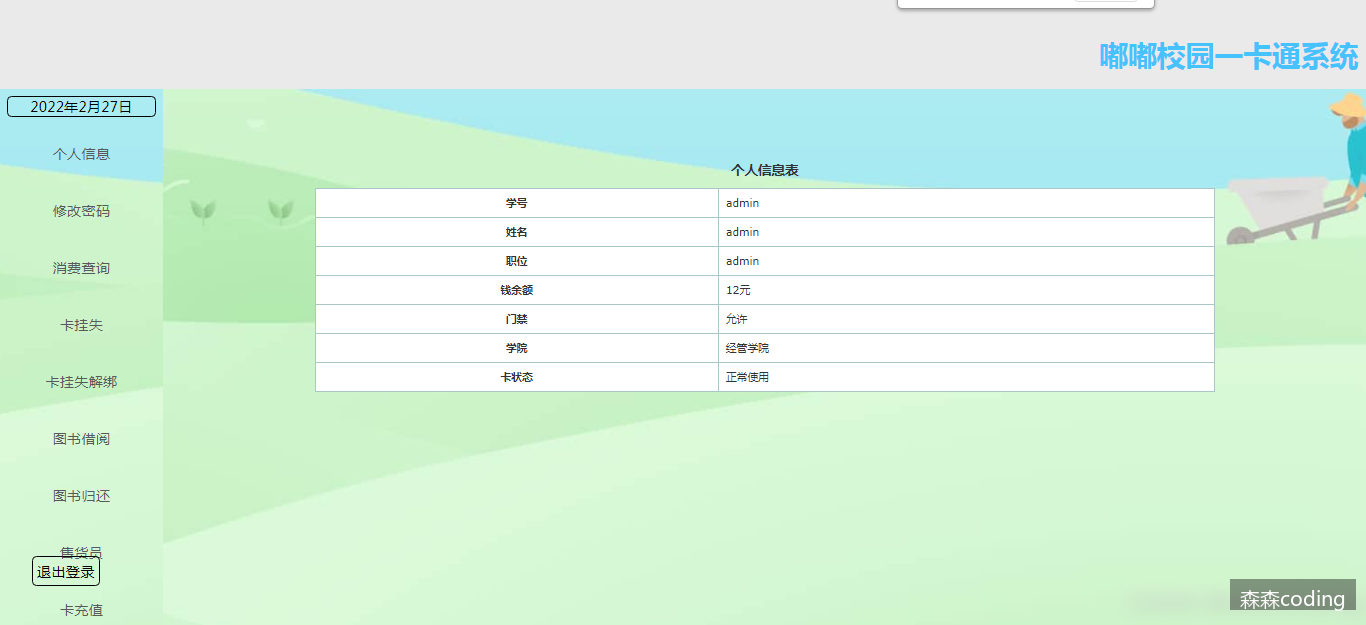 嘟嘟校园一卡通系统
2022年2月27日
个人信息
修改密码
消费查询
卡挂失
卡挂失解绑
图书借阅
图书归还
售货员
退出登录
卡充值
个人信息表
学号 admin
姓名 admin
职位 admin
钱余额 12元
门禁 允许
学院 经管学院
卡状态 正常使用
森森coding